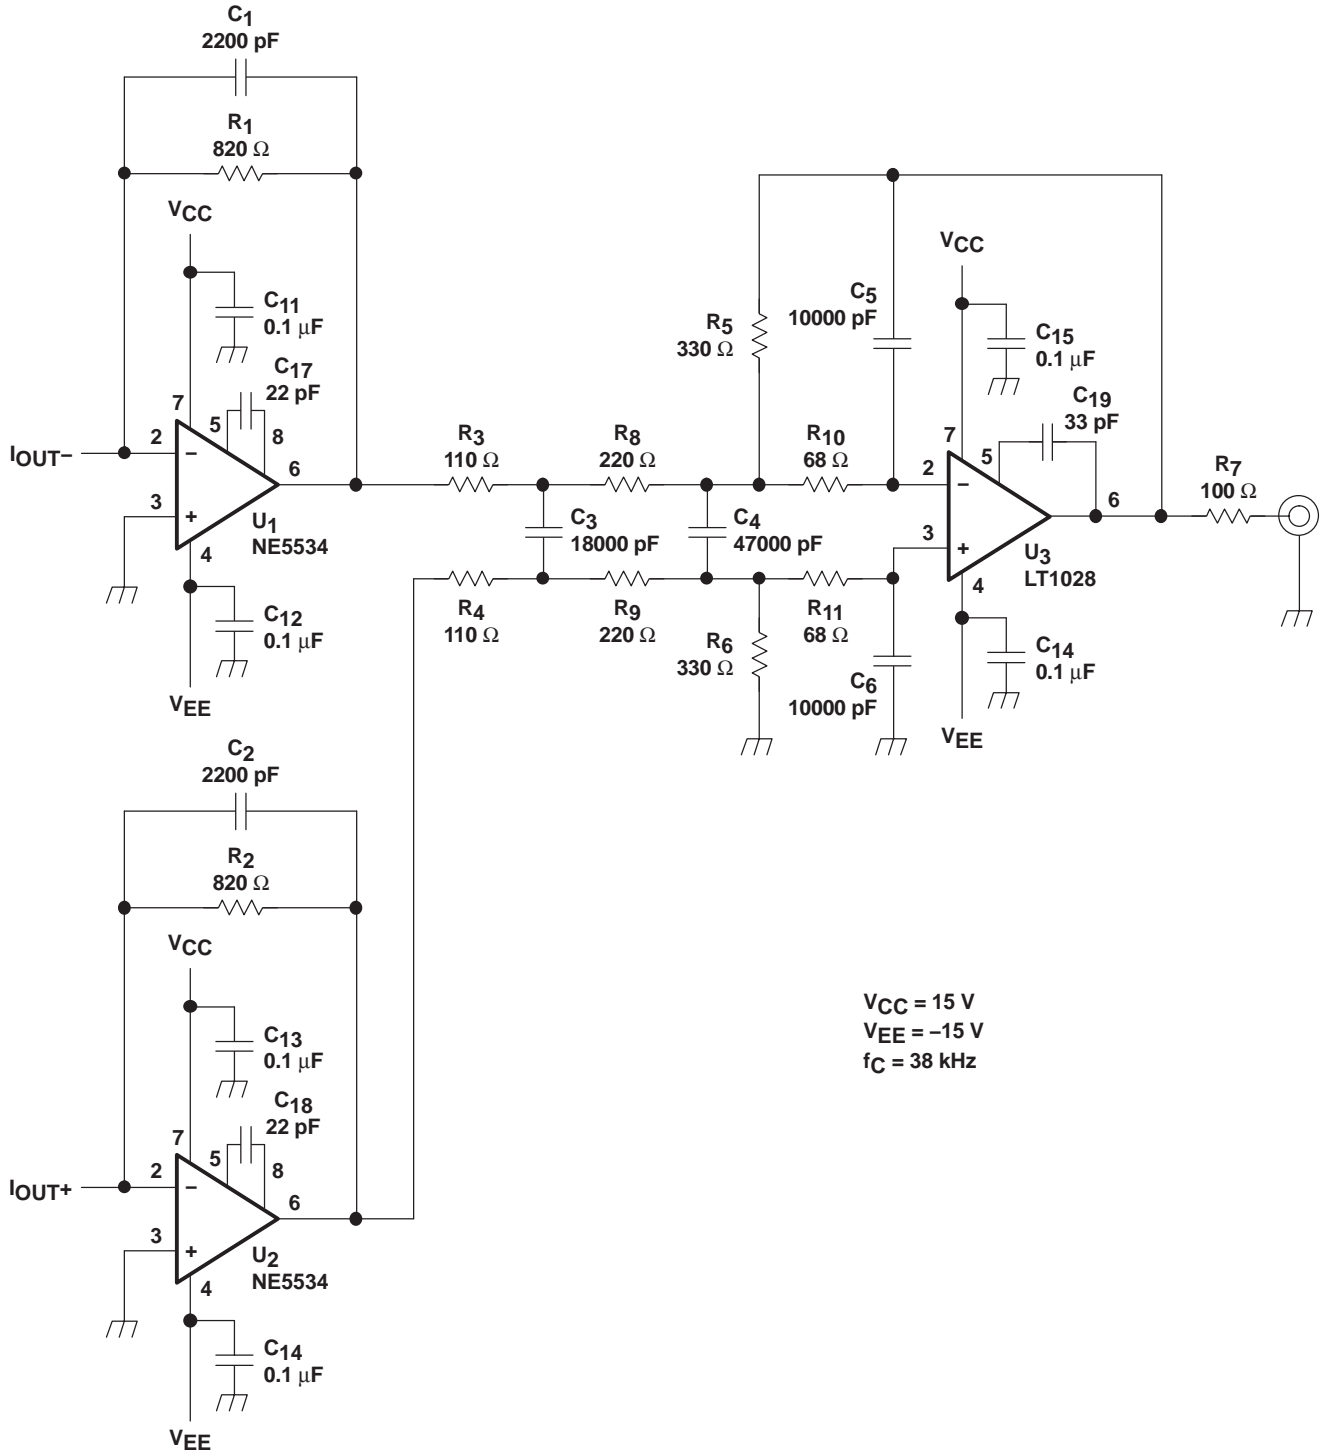 C1
2200 pF
R1
820 Ω
VCC
C11
0.1 μF
C17
22 pF
7
5
8
2
IOUT–
–
6
3
+
U1
NE5534
4
C12
0.1 μF
VEE
R3
110 Ω
R8
220 Ω
R10
68 Ω
C3
18000 pF
C4
47000 pF
R4
110 Ω
R9
220 Ω
R11
68 Ω
R5
330 Ω
C5
10000 pF
R6
330 Ω
C6
10000 pF
VCC
C15
0.1 μF
C19
33 pF
7
5
2
–
6
3
+
U3
LT1028
4
C14
0.1 μF
VEE
R7
100 Ω
C2
2200 pF
R2
820 Ω
VCC
C13
0.1 μF
C18
22 pF
7
5
8
2
IOUT+
–
6
3
+
U2
NE5534
4
C14
0.1 μF
VEE
VCC = 15 V
VEE = –15 V
fC = 38 kHz